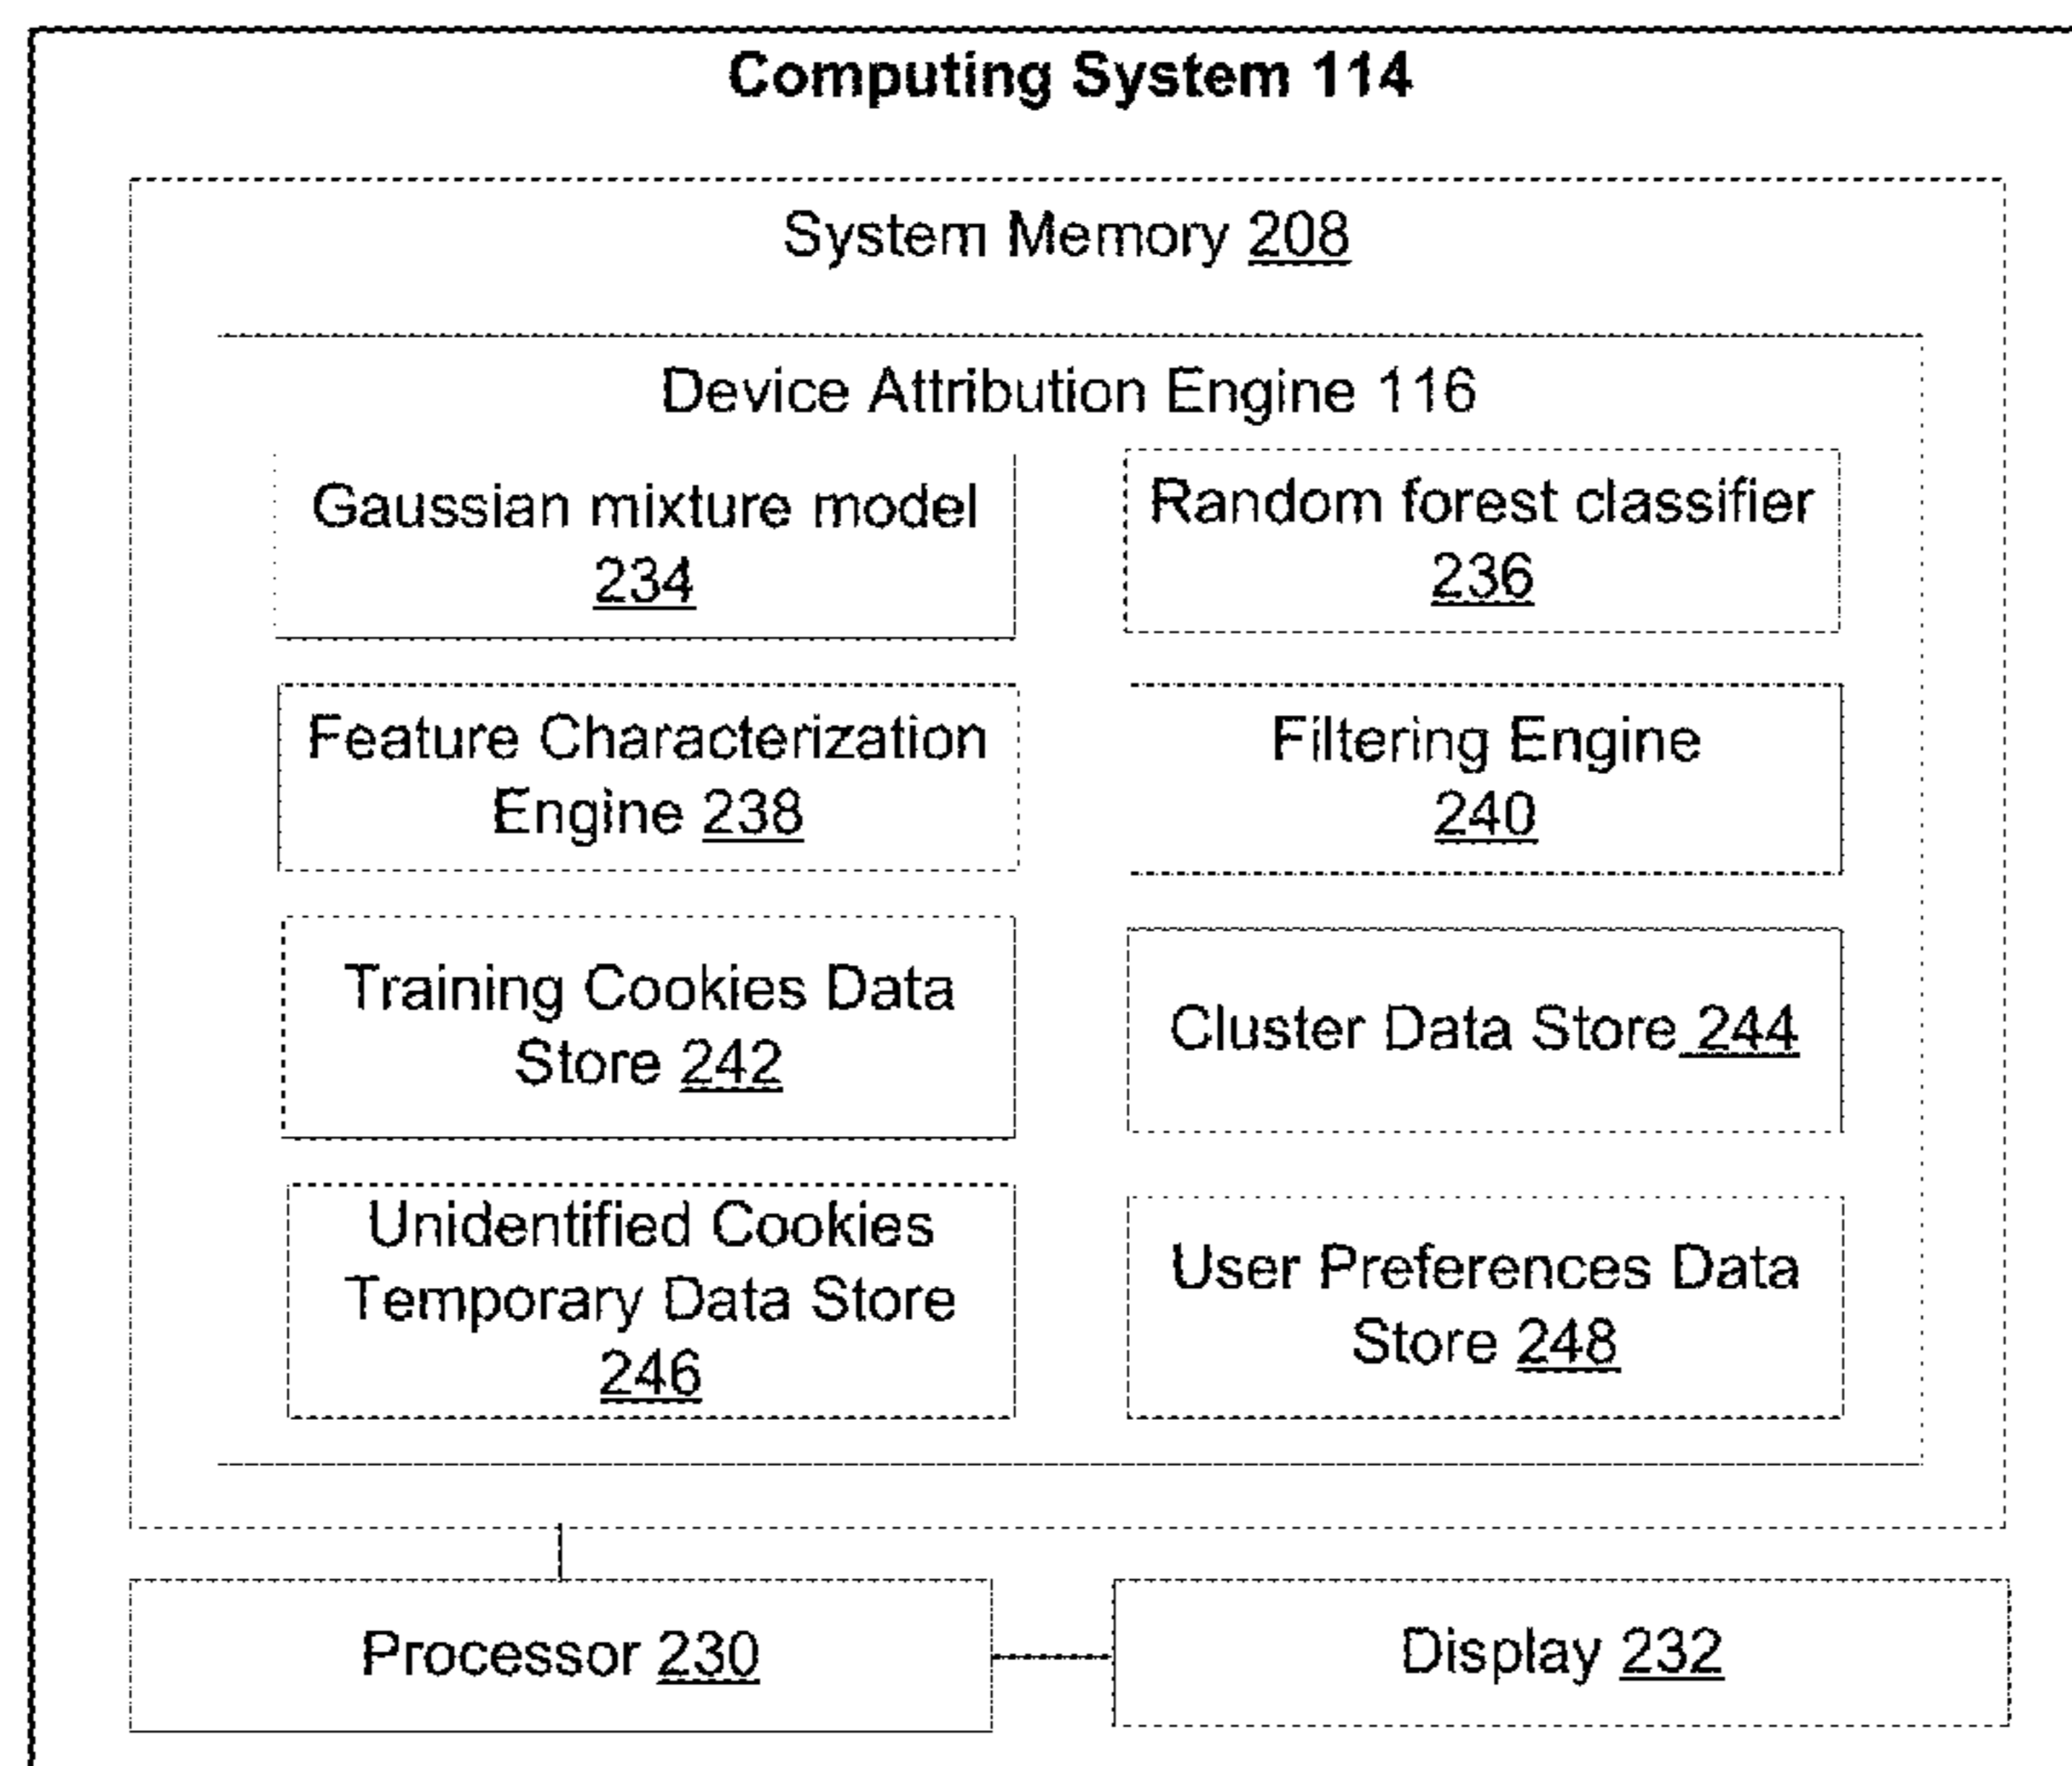 Computing System 114
System Memory 208
Device Attribution Engine 116
Gaussian mixture model
234
Random forest classifier
236
Feature Characterization
Engine 238
Filtering Engine
240
Training Cookies Data
Store 242
Cluster Data Store 244
Unidentified Cookies
Temporary Data Store
246
User Preferences Data
Store 248
Processor 230
Display 232